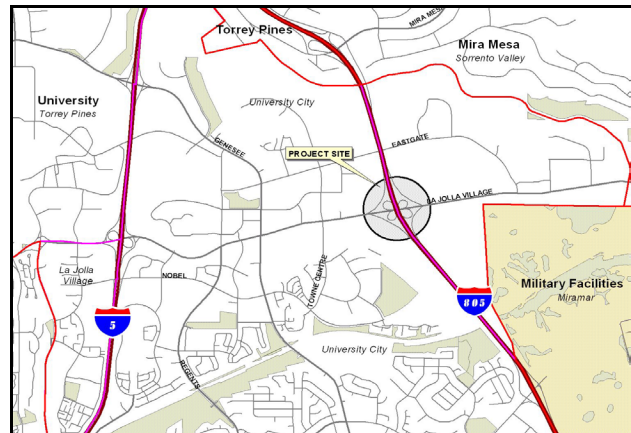 MIRA MESA
Torrey Pines
Mira Mesa
Sorrento Valley
University
Torrey Pines
University City
GENESEE
EASTGATE
PROJECT SITE
LA JOLLA VILLAGE
La Jolla
Village
NOBEL
TOWNE CENTRE
Military Facilities
Miramar
805
5
University City
REGENTS